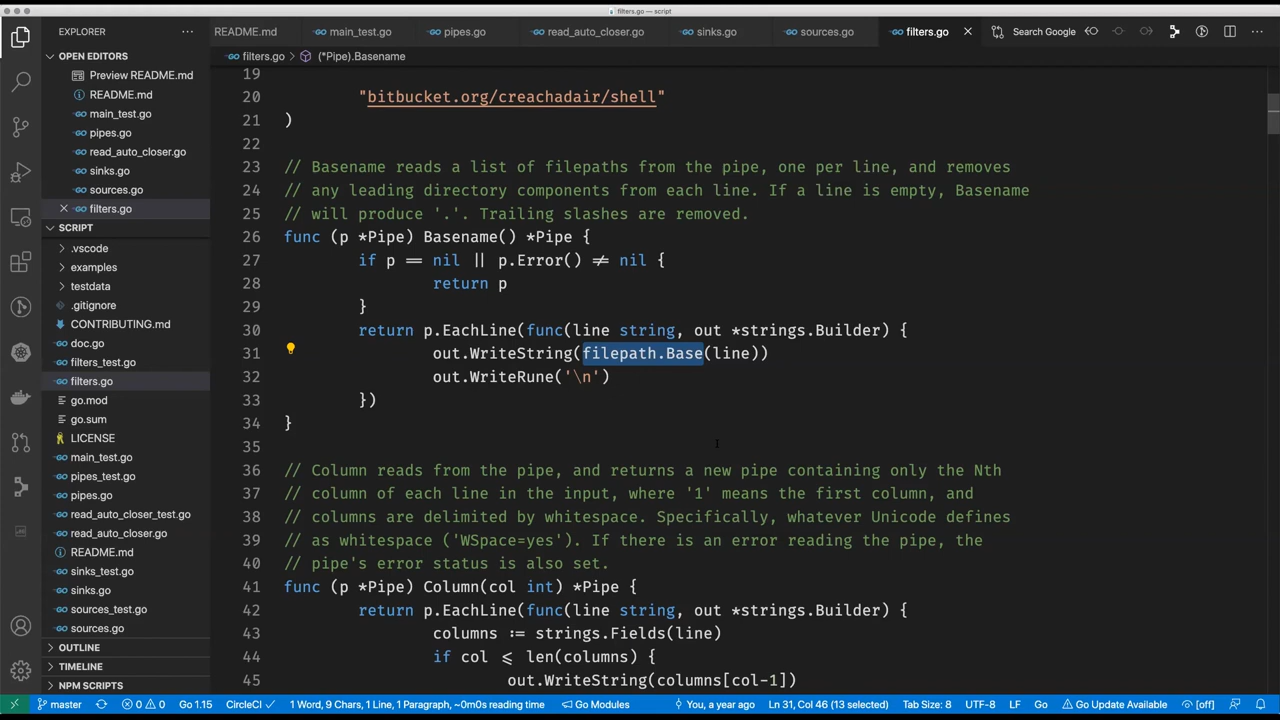 filters.go — script
EXPLORER
README.md
main_test.go
pipes.go
read_auto_closer.go
sinks.go
sources.go
filters.go
Search Google
OPEN EDITORS
Preview README.md
README.md
main_test.go
pipes.go
read_auto_closer.go
sinks.go
sources.go
filters.go
SCRIPT
.vscode
examples
testdata
.gitignore
CONTRIBUTING.md
doc.go
filters_test.go
filters.go
go.mod
go.sum
LICENSE
main_test.go
pipes_test.go
pipes.go
read_auto_closer_test.go
read_auto_closer.go
README.md
sinks_test.go
sinks.go
sources_test.go
sources.go
OUTLINE
TIMELINE
NPM SCRIPTS
filters.go > (*Pipe).Basename
19
20 "bitbucket.org/creachadair/shell"
21 )
22
23 // Basename reads a list of filepaths from the pipe, one per line, and removes
24 // any leading directory components from each line. If a line is empty, Basename
25 // will produce '.'. Trailing slashes are removed.
26 func (p *Pipe) Basename() *Pipe {
27 if p == nil || p.Error() ≠ nil {
28 return p
29 }
30 return p.EachLine(func(line string, out *strings.Builder) {
31 out.WriteString(filepath.Base(line))
32 out.WriteRune('\n')
33 })
34 }
35
36 // Column reads from the pipe, and returns a new pipe containing only the Nth
37 // column of each line in the input, where '1' means the first column, and
38 // columns are delimited by whitespace. Specifically, whatever Unicode defines
39 // as whitespace ('WSpace=yes'). If there is an error reading the pipe, the
40 // pipe's error status is also set.
41 func (p *Pipe) Column(col int) *Pipe {
42 return p.EachLine(func(line string, out *strings.Builder) {
43 columns := strings.Fields(line)
44 if col ⩽ len(columns) {
45 out.WriteString(columns[col-1])
master 0 0 Go 1.15 CircleCI ✓ 1 Word, 9 Chars, 1 Line, 1 Paragraph, ~0m0s reading time Go Modules You, a year ago Ln 31, Col 46 (13 selected) Tab Size: 8 UTF-8 LF Go Go Update Available [off]